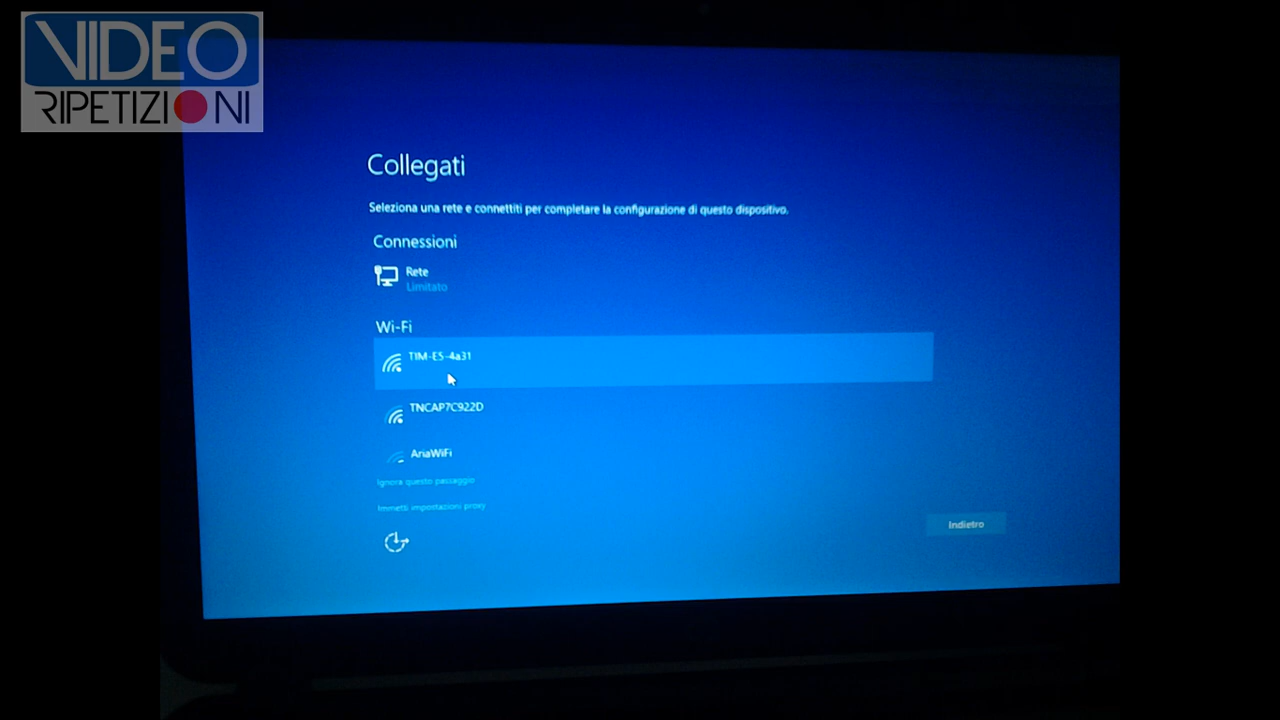 VIDEO
RIPETIZIONI
Collegati
Seleziona una rete e connettiti per completare la configurazione di questo dispositivo.
Connessioni
Rete
Limitato
Wi-Fi
TIM-E5-4a31
TNCAP7C922D
AriaWiFi
Ignora questo passaggio
Immetti impostazioni proxy
Indietro